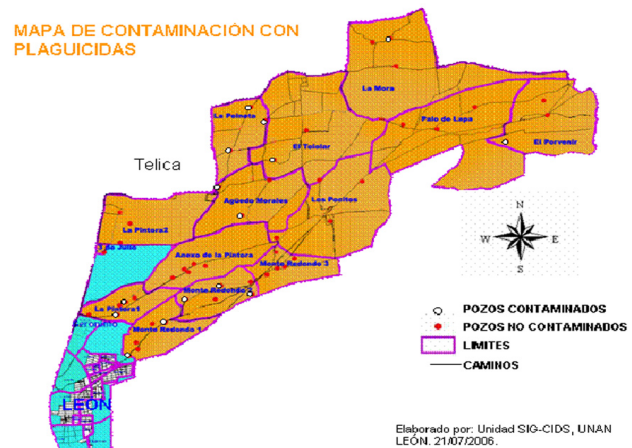 MAPA DE CONTAMINACIÓN CON
PLAGUICIDAS
La Mora
La Palmeta
Palo de Lapa
El Tololar
El Porvenir
Telica
Agüedo Morales
Los Ponitos
La Pintora2
Anexo de la Pintora
Monte Redondo 3
Monte Redondo 2
La Pintora1
Monte Redondo 1
LEÓN
N
W
E
S
POZOS CONTAMINADOS
POZOS NO CONTAMINADOS
LIMITES
CAMINOS
Elaborado por: Unidad SIG-CIDS, UNAN
LEÓN. 21/07/2006.